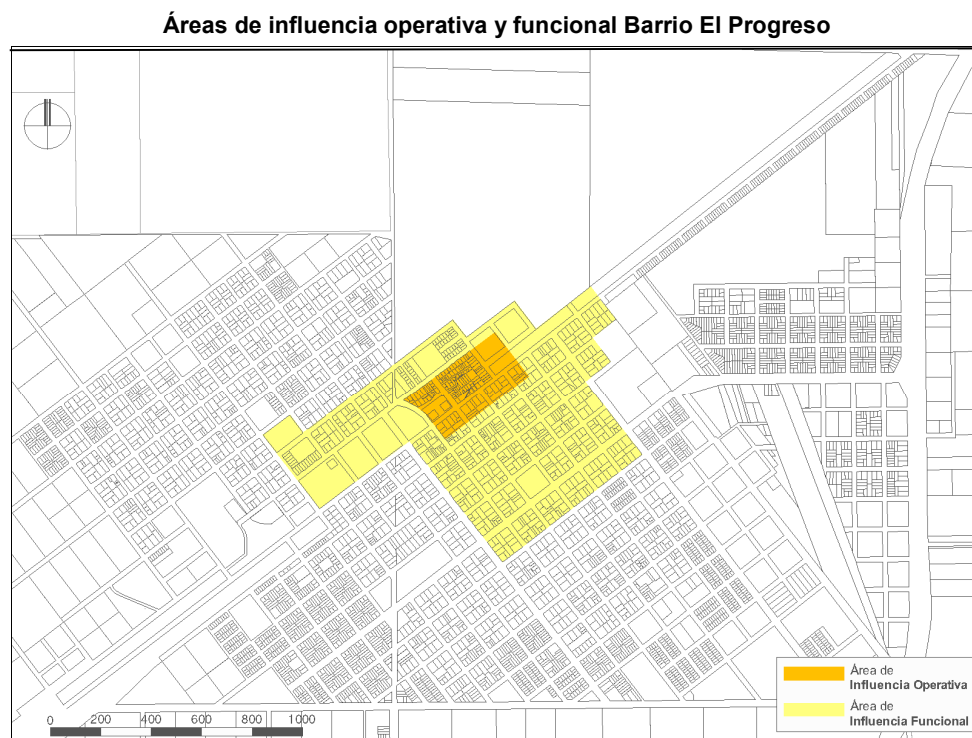 Áreas de influencia operativa y funcional Barrio El Progreso
Área de
Influencia Operativa
Área de
Influencia Funcional
0 200 400 600 800 1000